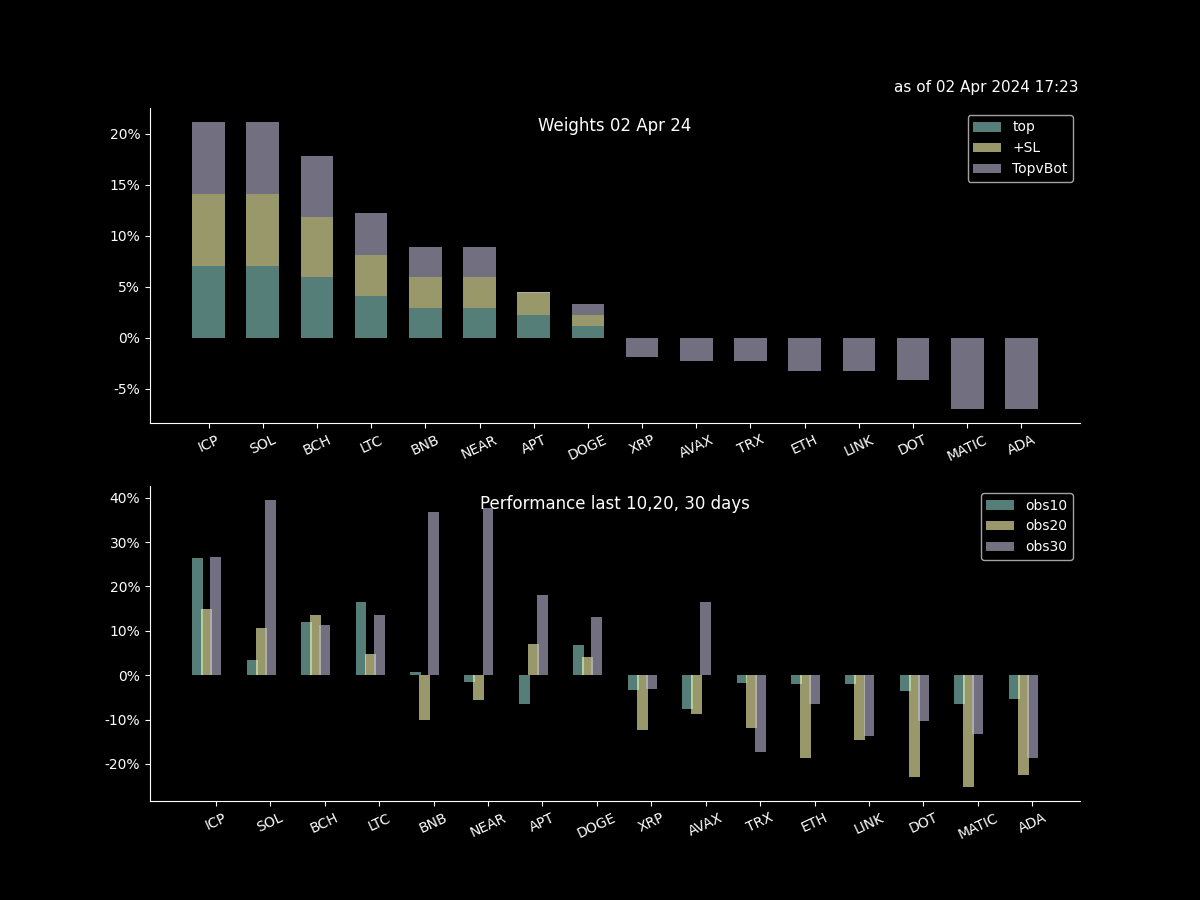 as of 02 Apr 2024 17:23
Weights 02 Apr 24
top
+SL
TopvBot
20%
15%
10%
5%
0%
-5%
ICP SOL BCH LTC BNB NEAR APT DOGE XRP AVAX TRX ETH LINK DOT MATIC ADA
Performance last 10,20, 30 days
obs10
obs20
obs30
40%
30%
20%
10%
0%
-10%
-20%
ICP SOL BCH LTC BNB NEAR APT DOGE XRP AVAX TRX ETH LINK DOT MATIC ADA